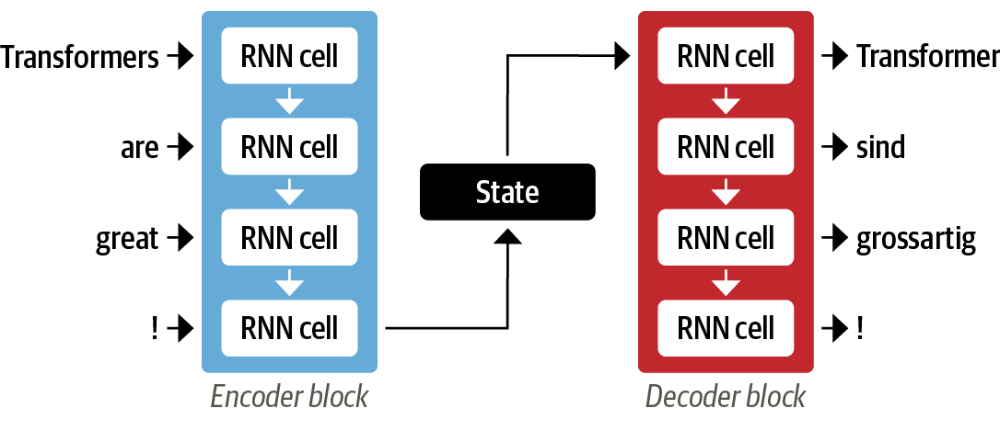 Transformers
RNN cell
RNN cell
Transformer
are
RNN cell
RNN cell
sind
State
great
RNN cell
RNN cell
grossartig
!
RNN cell
RNN cell
!
Encoder block
Decoder block